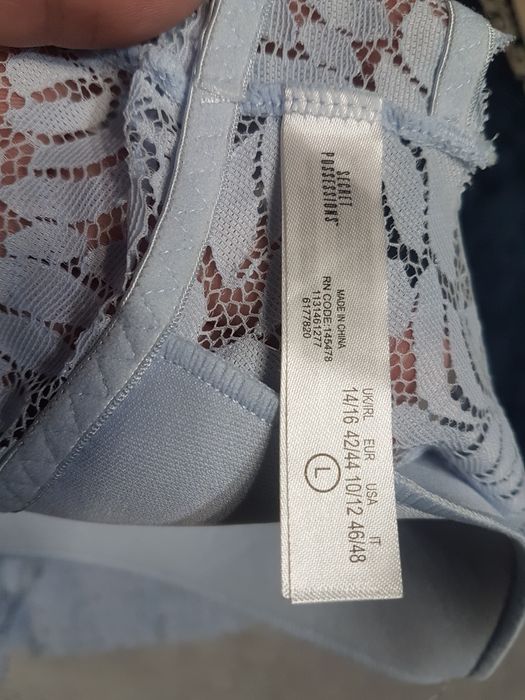 SECRET
POSSESSIONS
MADE IN CHINA
RN CODE:145478
1131461277
6177820
UK/IRL EUR USA IT
14/16 42/44 10/12 46/48
L